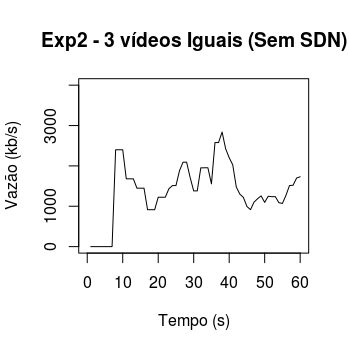 Exp2 - 3 vídeos Iguais (Sem SDN)
Vazão (kb/s)
3000
1000
0
0 10 20 30 40 50 60
Tempo (s)